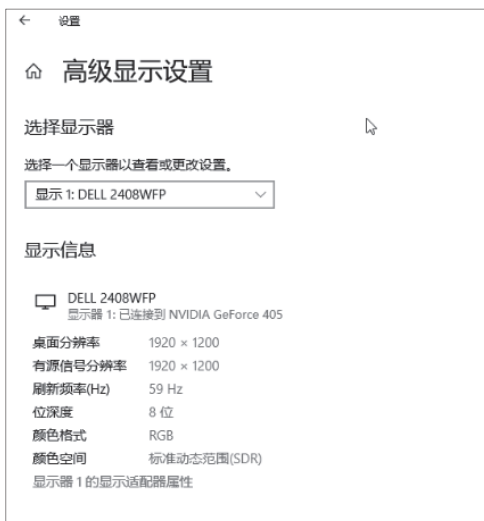 设置
高级显示设置
选择显示器
选择一个显示器以查看或更改设置。
显示 1: DELL 2408WFP
显示信息
DELL 2408WFP
显示器 1: 已连接到 NVIDIA GeForce 405
桌面分辨率 1920 × 1200
有源信号分辨率 1920 × 1200
刷新频率(Hz) 59 Hz
位深度 8 位
颜色格式 RGB
颜色空间 标准动态范围(SDR)
显示器 1 的显示适配器属性